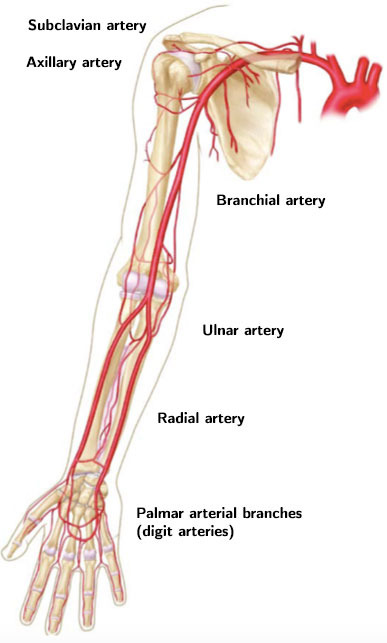 Subclavian artery
Axillary artery
Branchial artery
Ulnar artery
Radial artery
Palmar arterial branches
(digit arteries)